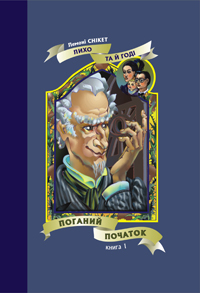 Лемоні Снікет
ЛИХО ТА Й ГОДІ
ПОГАНИЙ
ПОЧАТОК
КНИГА 1